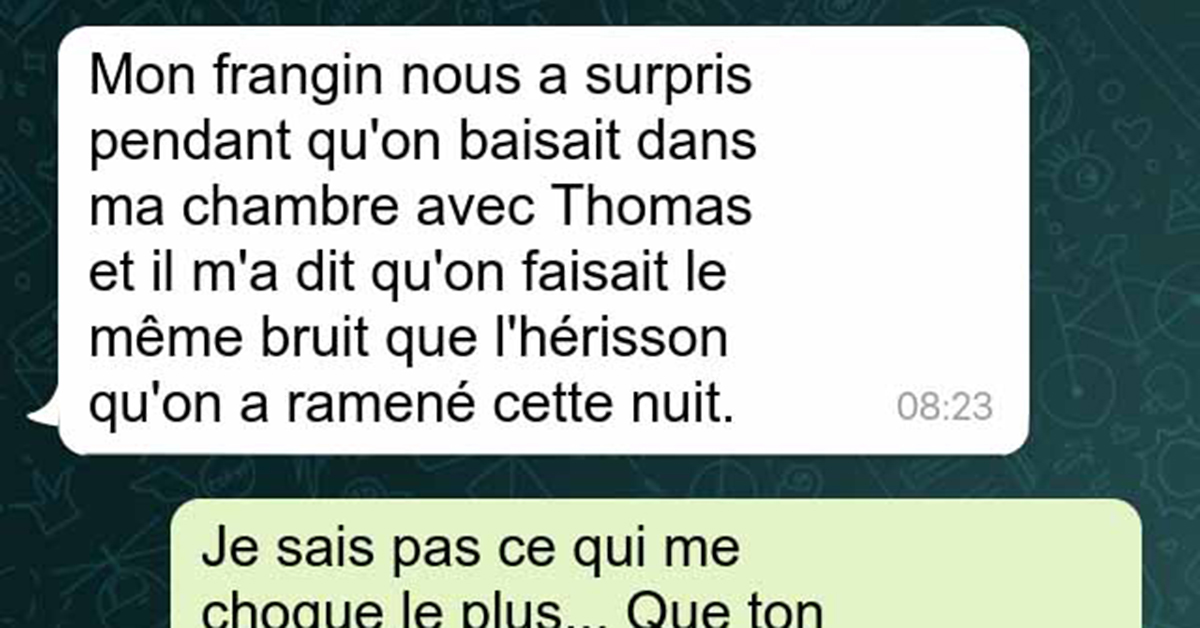 Mon frangin nous a surpris
pendant qu'on baisait dans
ma chambre avec Thomas
et il m'a dit qu'on faisait le
même bruit que l'hérisson
qu'on a ramené cette nuit.
08:23
Je sais pas ce qui me
choque le plus... Que ton